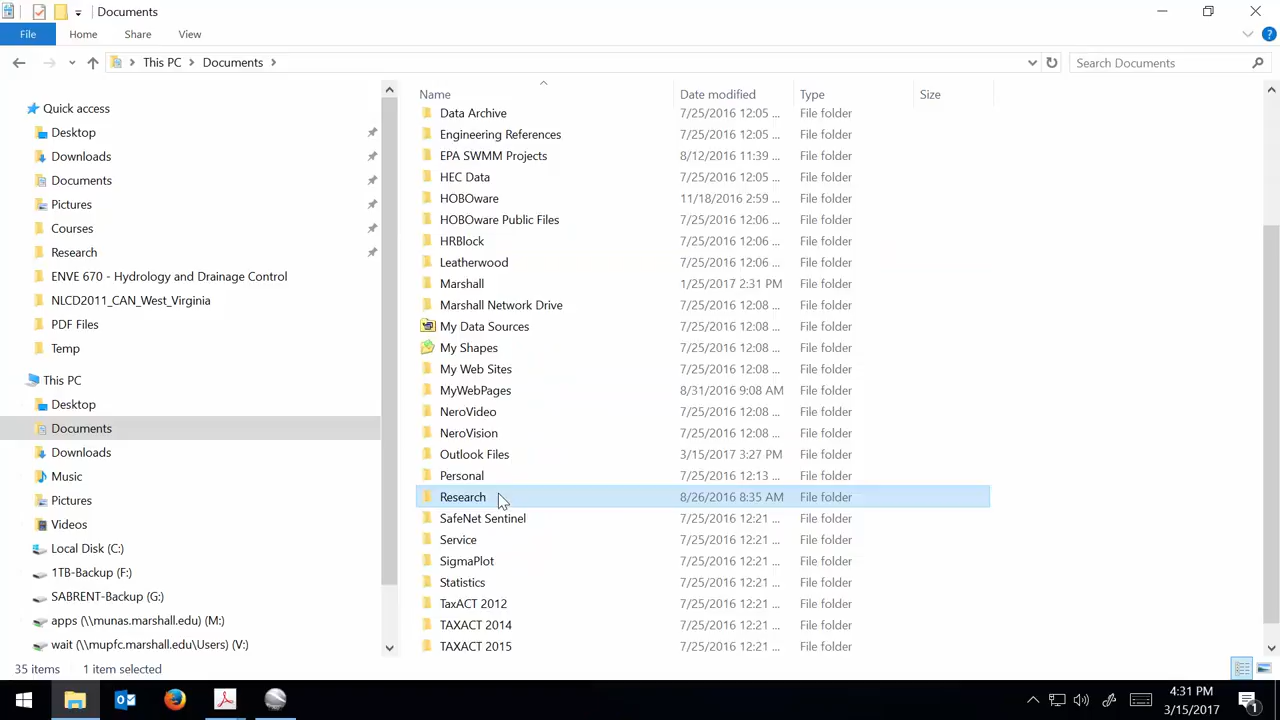 Documents
File Home Share View
This PC Documents Search Documents
Quick access
Desktop
Downloads
Documents
Pictures
Courses
Research
ENVE 670 - Hydrology and Drainage Control
NLCD2011_CAN_West_Virginia
PDF Files
Temp
This PC
Desktop
Documents
Downloads
Music
Pictures
Videos
Local Disk (C:)
1TB-Backup (F:)
SABRENT-Backup (G:)
apps (\\munas.marshall.edu) (M:)
wait (\\mupfc.marshall.edu\Users) (V:)
Name Date modified Type Size
Data Archive 7/25/2016 12:05 ... File folder
Engineering References 7/25/2016 12:05 ... File folder
EPA SWMM Projects 8/12/2016 11:39 ... File folder
HEC Data 7/25/2016 12:05 ... File folder
HOBOware 11/18/2016 2:59 ... File folder
HOBOware Public Files 7/25/2016 12:06 ... File folder
HRBlock 7/25/2016 12:06 ... File folder
Leatherwood 7/25/2016 12:06 ... File folder
Marshall 1/25/2017 2:31 PM File folder
Marshall Network Drive 7/25/2016 12:08 ... File folder
My Data Sources 7/25/2016 12:08 ... File folder
My Shapes 7/25/2016 12:08 ... File folder
My Web Sites 7/25/2016 12:08 ... File folder
MyWebPages 8/31/2016 9:08 AM File folder
NeroVideo 7/25/2016 12:08 ... File folder
NeroVision 7/25/2016 12:08 ... File folder
Outlook Files 3/15/2017 3:27 PM File folder
Personal 7/25/2016 12:13 ... File folder
Research 8/26/2016 8:35 AM File folder
SafeNet Sentinel 7/25/2016 12:21 ... File folder
Service 7/25/2016 12:21 ... File folder
SigmaPlot 7/25/2016 12:21 ... File folder
Statistics 7/25/2016 12:21 ... File folder
TaxACT 2012 7/25/2016 12:21 ... File folder
TAXACT 2014 7/25/2016 12:21 ... File folder
TAXACT 2015 7/25/2016 12:21 ... File folder
35 items 1 item selected
4:31 PM
3/15/2017
1